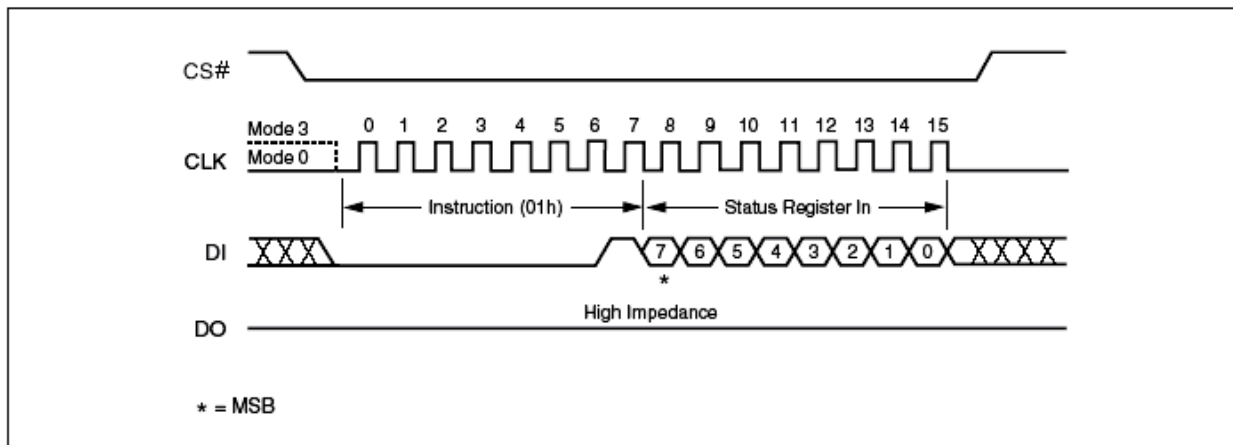 CS#
Mode 3
0 1 2 3 4 5 6 7 8 9 10 11 12 13 14 15
CLK
Mode 0
Instruction (01h)
Status Register In
DI
7 6 5 4 3 2 1 0
*
High Impedance
DO
* = MSB